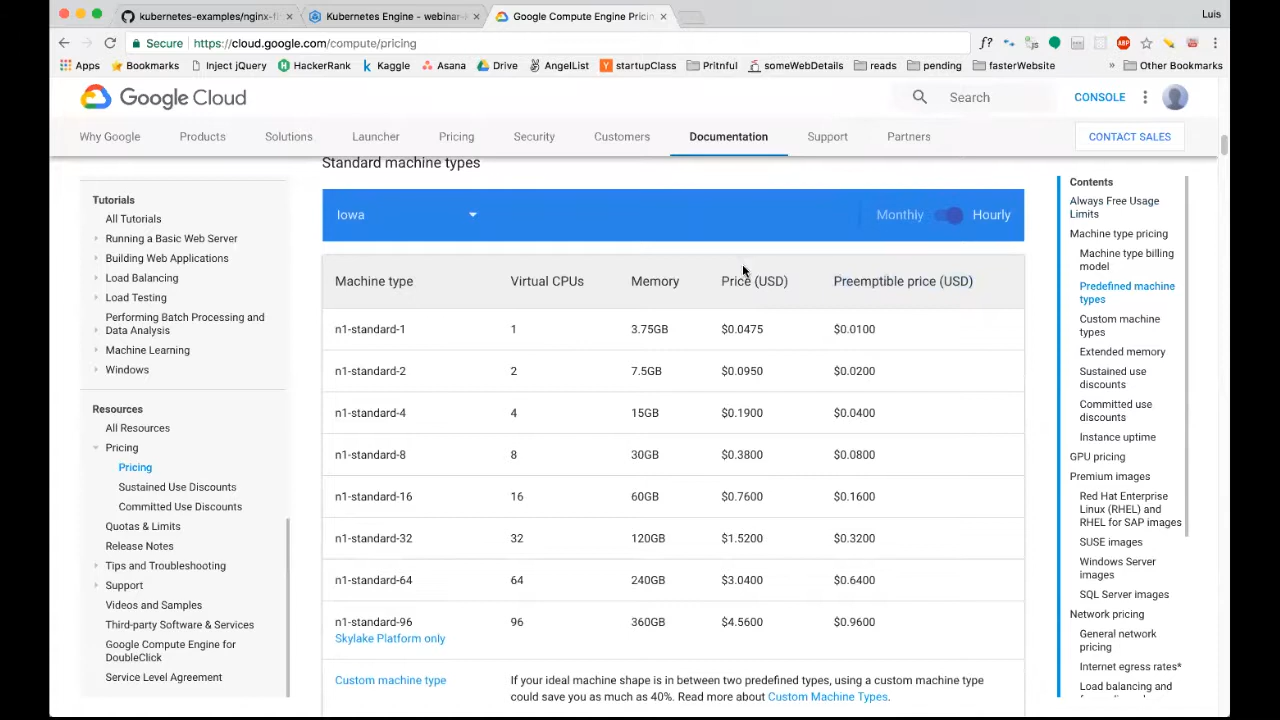 kubernetes-examples/nginx-f
Kubernetes Engine - webinar-
Google Compute Engine Pricin
Luis
Secure
https://cloud.google.com/compute/pricing
f?
ABP
Apps
Bookmarks
Inject jQuery
HackerRank
Kaggle
Asana
Drive
AngelList
startupClass
Pritnful
someWebDetails
reads
pending
fasterWebsite
»
Other Bookmarks
Google Cloud
Search
CONSOLE
Why Google
Products
Solutions
Launcher
Pricing
Security
Customers
Documentation
Support
Partners
CONTACT SALES
Tutorials
All Tutorials
Running a Basic Web Server
Building Web Applications
Load Balancing
Load Testing
Performing Batch Processing and
Data Analysis
Machine Learning
Windows
Resources
All Resources
Pricing
Pricing
Sustained Use Discounts
Committed Use Discounts
Quotas & Limits
Release Notes
Tips and Troubleshooting
Support
Videos and Samples
Third-party Software & Services
Google Compute Engine for
DoubleClick
Service Level Agreement
Standard machine types
Iowa
Monthly
Hourly
Machine type Virtual CPUs Memory Price (USD) Preemptible price (USD)
n1-standard-1 1 3.75GB $0.0475 $0.0100
n1-standard-2 2 7.5GB $0.0950 $0.0200
n1-standard-4 4 15GB $0.1900 $0.0400
n1-standard-8 8 30GB $0.3800 $0.0800
n1-standard-16 16 60GB $0.7600 $0.1600
n1-standard-32 32 120GB $1.5200 $0.3200
n1-standard-64 64 240GB $3.0400 $0.6400
n1-standard-96 96 360GB $4.5600 $0.9600
Skylake Platform only
Custom machine type If your ideal machine shape is in between two predefined types, using a custom machine type
could save you as much as 40%. Read more about Custom Machine Types.
Contents
Always Free Usage
Limits
Machine type pricing
Machine type billing
model
Predefined machine
types
Custom machine
types
Extended memory
Sustained use
discounts
Committed use
discounts
Instance uptime
GPU pricing
Premium images
Red Hat Enterprise
Linux (RHEL) and
RHEL for SAP images
SUSE images
Windows Server
images
SQL Server images
Network pricing
General network
pricing
Internet egress rates*
Load balancing and